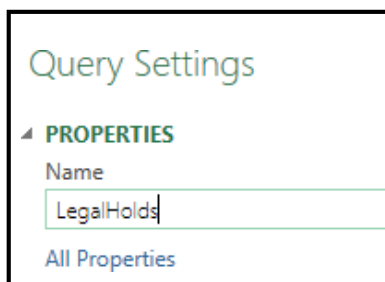 Query Settings
PROPERTIES
Name
LegalHolds
All Properties